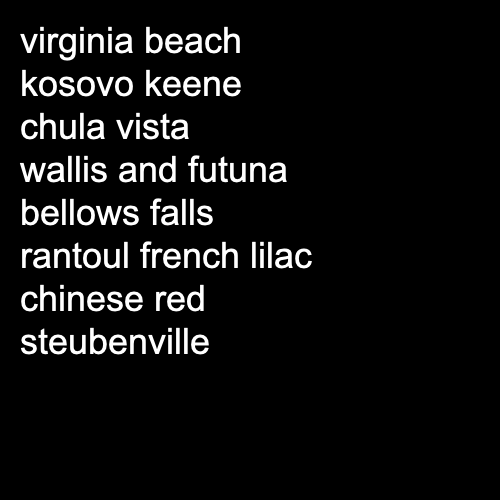 virginia beach
kosovo keene
chula vista
wallis and futuna
bellows falls
rantoul french lilac
chinese red
steubenville